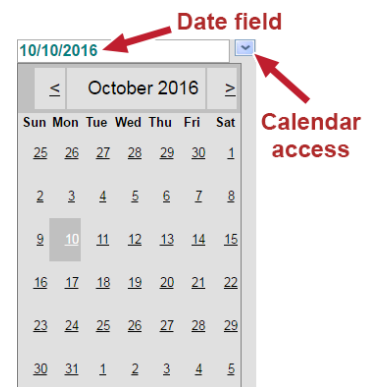 Date field
10/10/2016
< October 2016 >
Sun Mon Tue Wed Thu Fri Sat
25 26 27 28 29 30 1
2 3 4 5 6 7 8
9 10 11 12 13 14 15
16 17 18 19 20 21 22
23 24 25 26 27 28 29
30 31 1 2 3 4 5
Calendar
access